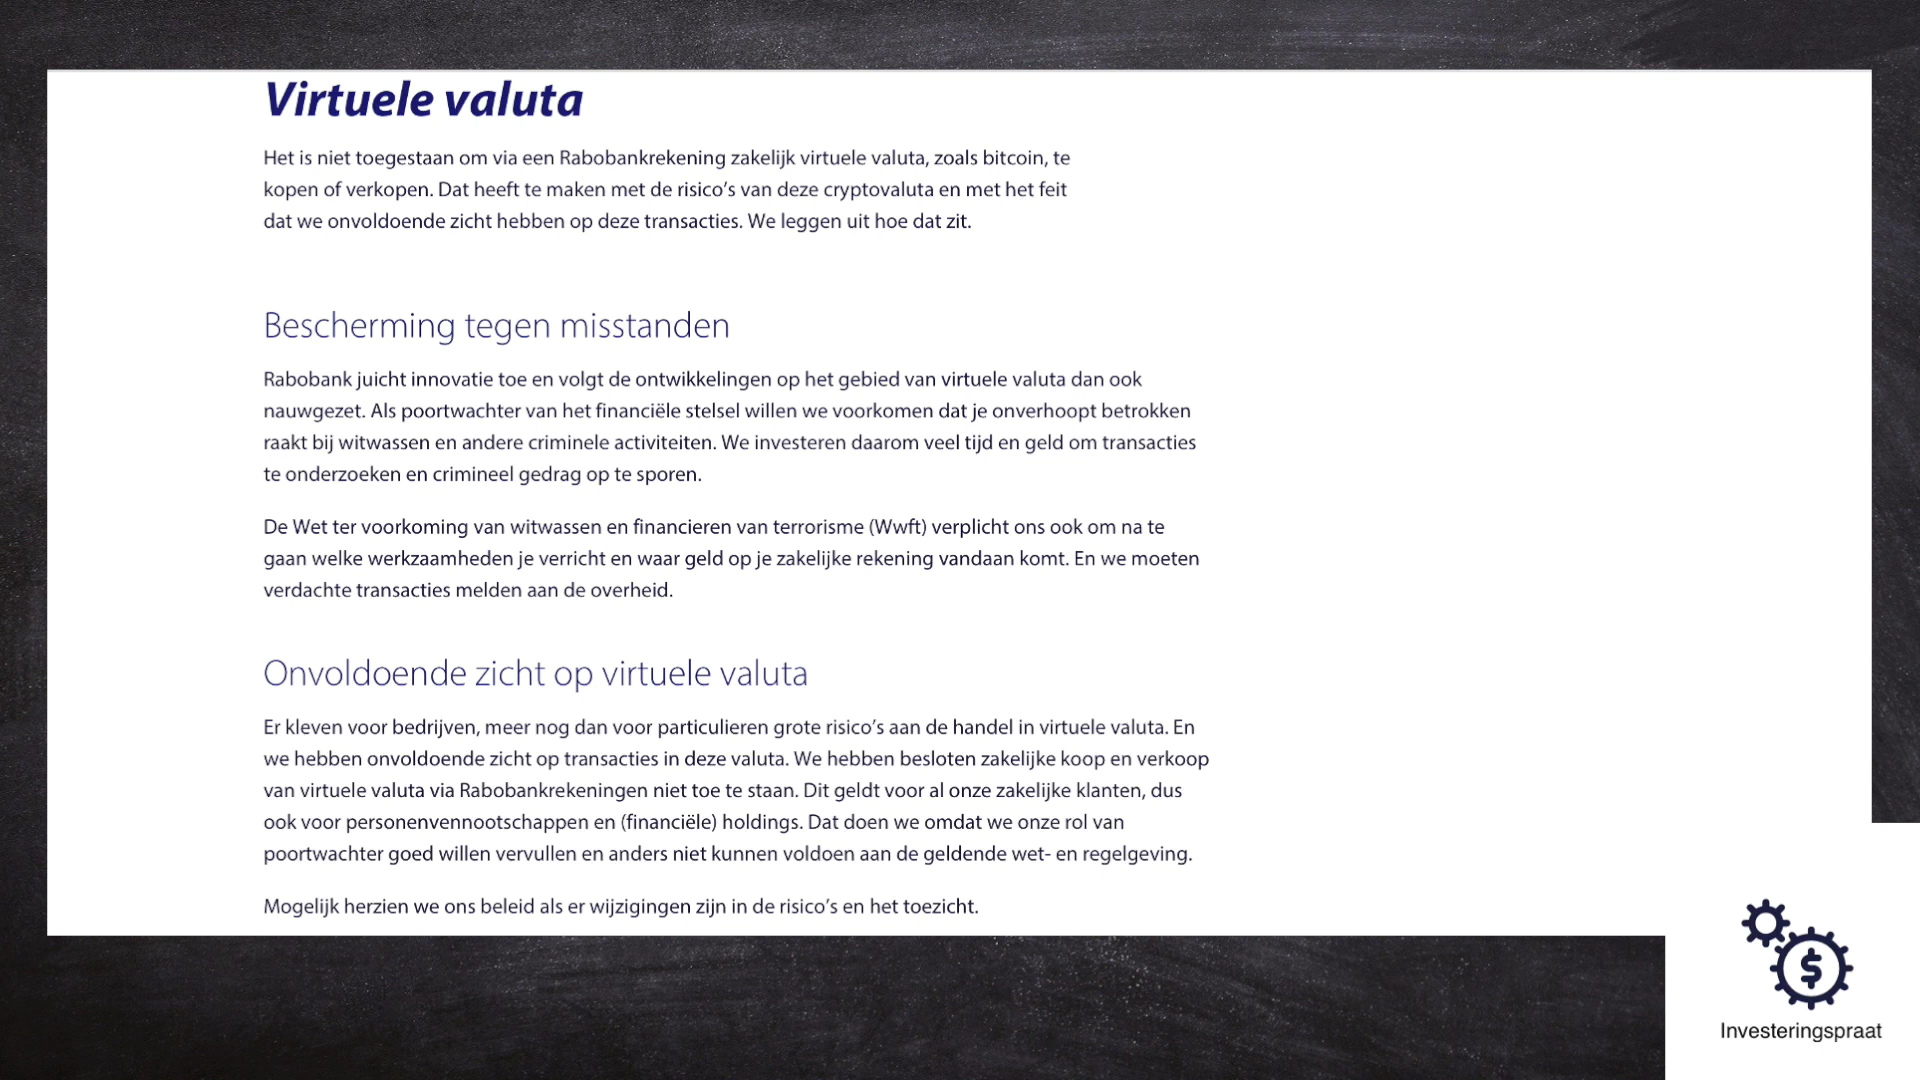 Virtuele valuta
Het is niet toegestaan om via een Rabobankrekening zakelijk virtuele valuta, zoals bitcoin, te
kopen of verkopen. Dat heeft te maken met de risico’s van deze cryptovaluta en met het feit
dat we onvoldoende zicht hebben op deze transacties. We leggen uit hoe dat zit.
Bescherming tegen misstanden
Rabobank juicht innovatie toe en volgt de ontwikkelingen op het gebied van virtuele valuta dan ook
nauwgezet. Als poortwachter van het financiële stelsel willen we voorkomen dat je onverhoopt betrokken
raakt bij witwassen en andere criminele activiteiten. We investeren daarom veel tijd en geld om transacties
te onderzoeken en crimineel gedrag op te sporen.
De Wet ter voorkoming van witwassen en financieren van terrorisme (Wwft) verplicht ons ook om na te
gaan welke werkzaamheden je verricht en waar geld op je zakelijke rekening vandaan komt. En we moeten
verdachte transacties melden aan de overheid.
Onvoldoende zicht op virtuele valuta
Er kleven voor bedrijven, meer nog dan voor particulieren grote risico’s aan de handel in virtuele valuta. En
we hebben onvoldoende zicht op transacties in deze valuta. We hebben besloten zakelijke koop en verkoop
van virtuele valuta via Rabobankrekeningen niet toe te staan. Dit geldt voor al onze zakelijke klanten, dus
ook voor personenvennootschappen en (financiële) holdings. Dat doen we omdat we onze rol van
poortwachter goed willen vervullen en anders niet kunnen voldoen aan de geldende wet- en regelgeving.
Mogelijk herzien we ons beleid als er wijzigingen zijn in de risico’s en het toezicht.
$
Investeringspraat